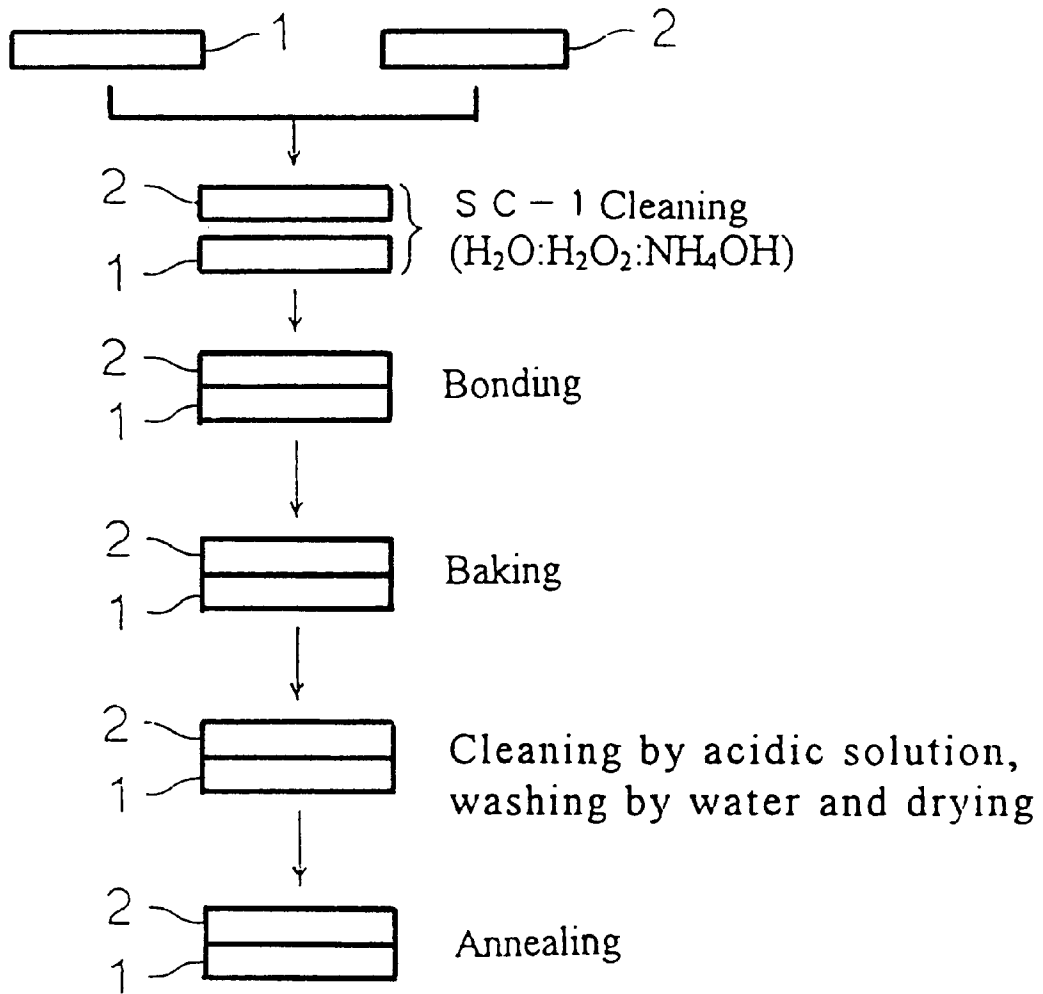 1
2
2
S C - 1 Cleaning
1
(H₂O:H₂O₂:NH₄OH)
2
Bonding
1
2
Baking
1
2
Cleaning by acidic solution,
1
washing by water and drying
2
Annealing
1